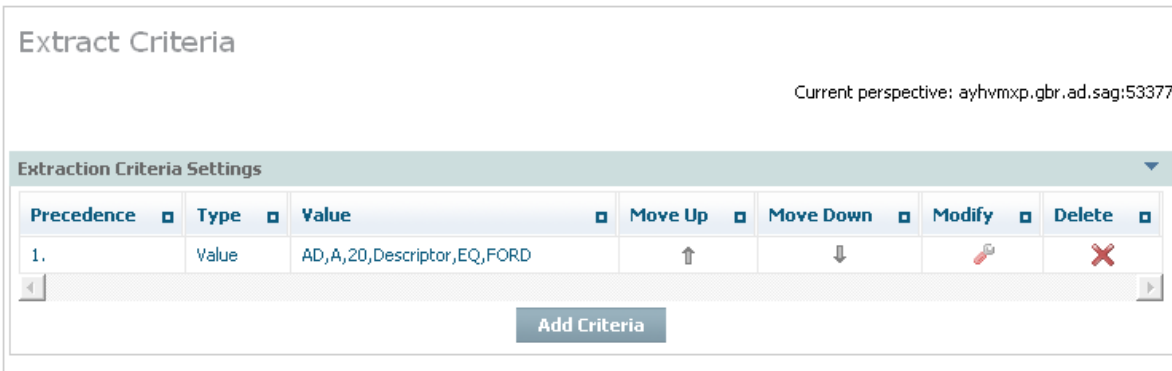 Extract Criteria
Current perspective: ayhvmxp.gbr.ad.sag:53377
Extraction Criteria Settings
Precedence Type Value Move Up Move Down Modify Delete
1. Value AD,A,20,Descriptor,EQ,FORD
Add Criteria